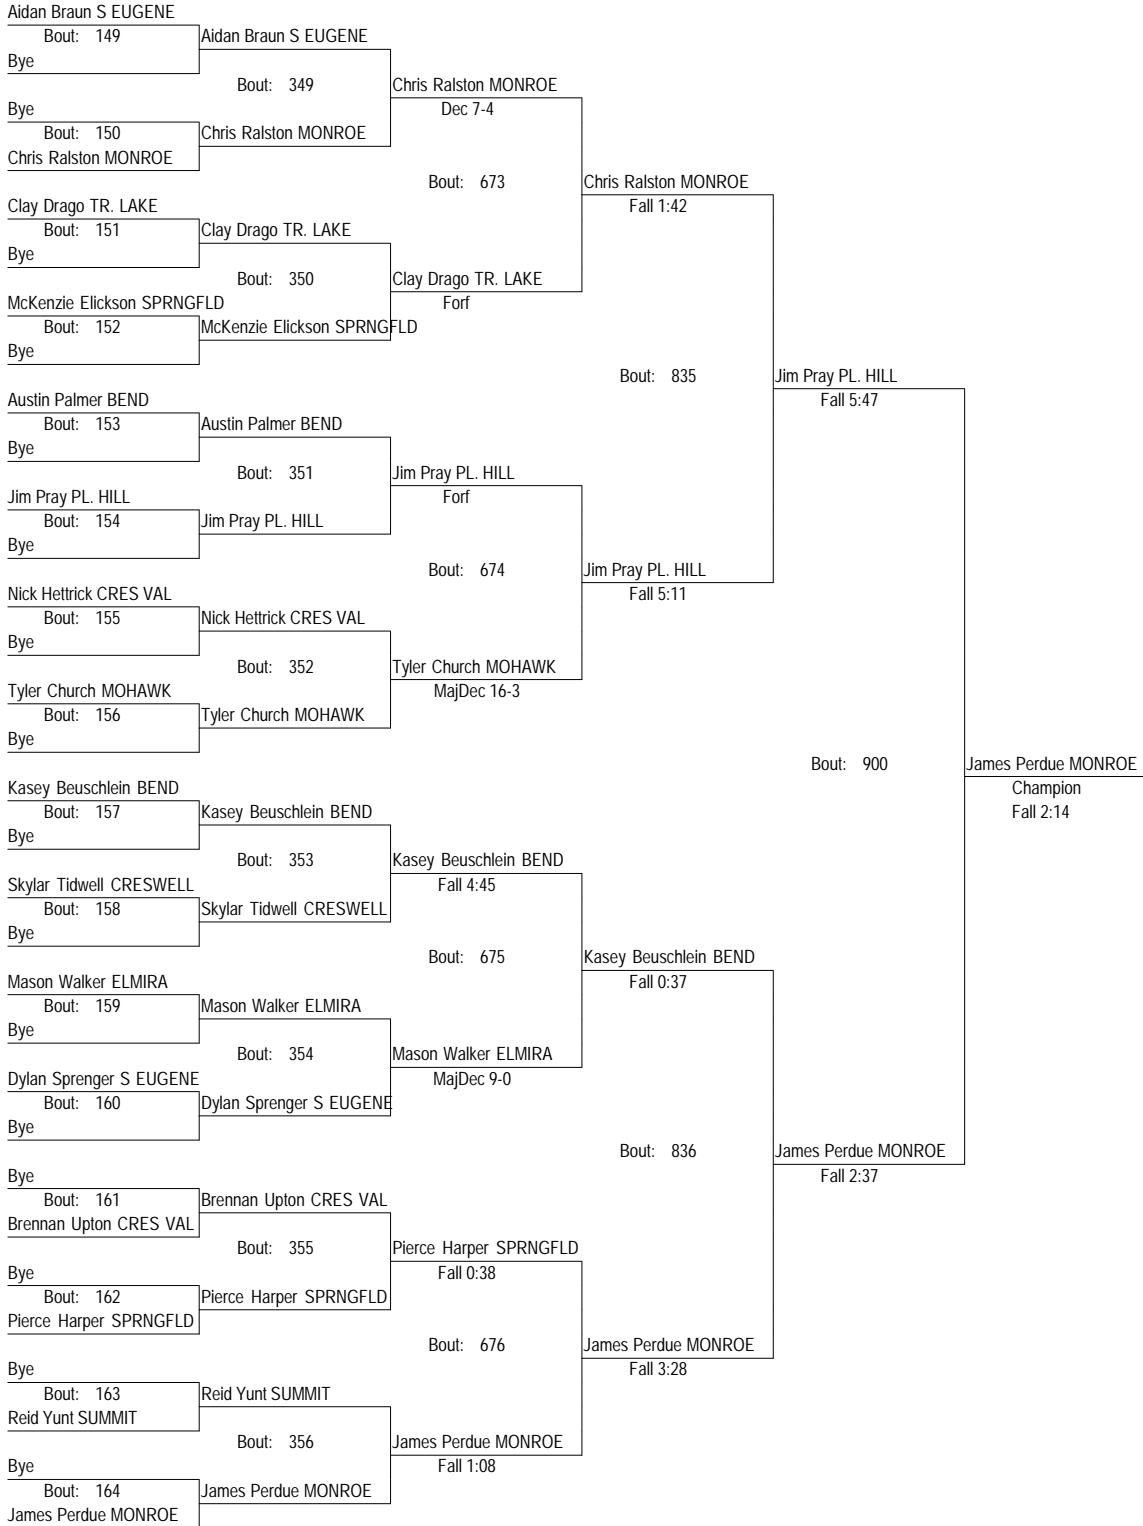 Aidan Braun S EUGENE
Bout: 149
Aidan Braun S EUGENE
Bye
Bout: 349
Chris Ralston MONROE
Bye
Dec 7-4
Bout: 150
Chris Ralston MONROE
Chris Ralston MONROE
Bout: 673
Chris Ralston MONROE
Clay Drago TR. LAKE
Fall 1:42
Bout: 151
Clay Drago TR. LAKE
Bye
Bout: 350
Clay Drago TR. LAKE
McKenzie Elickson SPRNGFLD
Forf
Bout: 152
McKenzie Elickson SPRNGFLD
Bye
Bout: 835
Jim Pray PL. HILL
Austin Palmer BEND
Fall 5:47
Bout: 153
Austin Palmer BEND
Bye
Bout: 351
Jim Pray PL. HILL
Jim Pray PL. HILL
Forf
Bout: 154
Jim Pray PL. HILL
Bye
Bout: 674
Jim Pray PL. HILL
Nick Hettrick CRES VAL
Fall 5:11
Bout: 155
Nick Hettrick CRES VAL
Bye
Bout: 352
Tyler Church MOHAWK
Tyler Church MOHAWK
MajDec 16-3
Bout: 156
Tyler Church MOHAWK
Bye
Bout: 900
James Perdue MONROE
Kasey Beuschlein BEND
Champion
Bout: 157
Kasey Beuschlein BEND
Fall 2:14
Bye
Bout: 353
Kasey Beuschlein BEND
Skylar Tidwell CRESWELL
Fall 4:45
Bout: 158
Skylar Tidwell CRESWELL
Bye
Bout: 675
Kasey Beuschlein BEND
Mason Walker ELMIRA
Fall 0:37
Bout: 159
Mason Walker ELMIRA
Bye
Bout: 354
Mason Walker ELMIRA
Dylan Sprenger S EUGENE
MajDec 9-0
Bout: 160
Dylan Sprenger S EUGENE
Bye
Bout: 836
James Perdue MONROE
Bye
Fall 2:37
Bout: 161
Brennan Upton CRES VAL
Brennan Upton CRES VAL
Bout: 355
Pierce Harper SPRNGFLD
Bye
Fall 0:38
Bout: 162
Pierce Harper SPRNGFLD
Pierce Harper SPRNGFLD
Bout: 676
James Perdue MONROE
Bye
Fall 3:28
Bout: 163
Reid Yunt SUMMIT
Reid Yunt SUMMIT
Bout: 356
James Perdue MONROE
Bye
Fall 1:08
Bout: 164
James Perdue MONROE
James Perdue MONROE